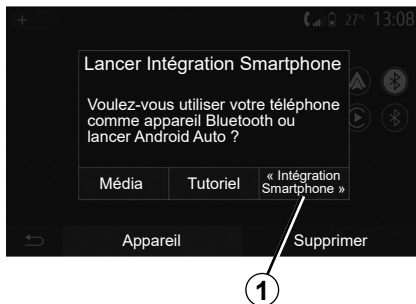 + 27°C 13:08
Lancer Intégration Smartphone
Voulez-vous utiliser votre téléphone
comme appareil Bluetooth ou
lancer Android Auto ?
Média Tutoriel « Intégration
Smartphone »
Appareil Supprimer
1